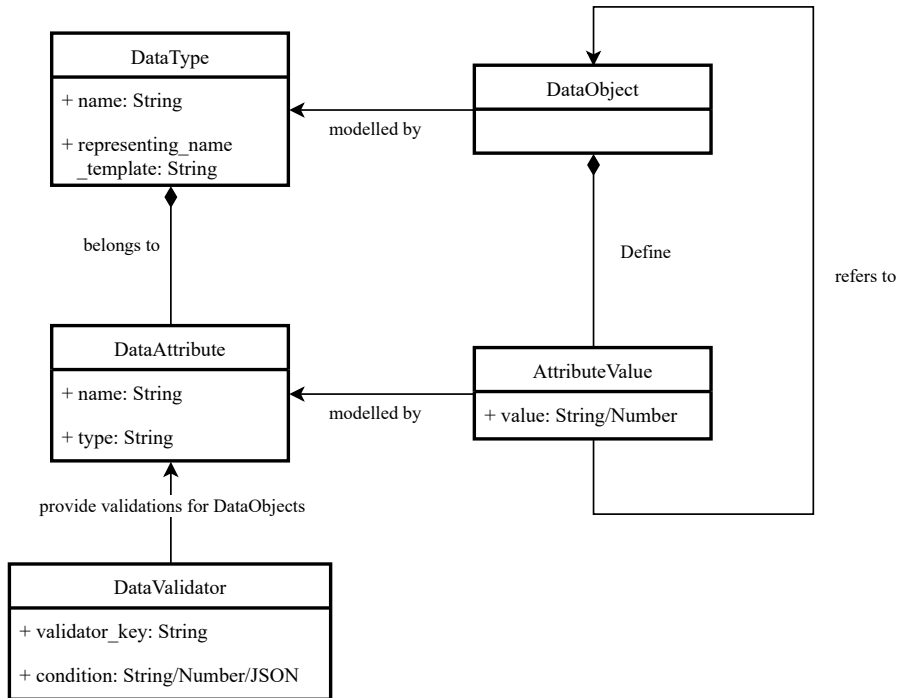 DataType
+ name: String
+ representing_name
_template: String
DataObject
modelled by
belongs to
Define
refers to
DataAttribute
+ name: String
+ type: String
modelled by
AttributeValue
+ value: String/Number
provide validations for DataObjects
DataValidator
+ validator_key: String
+ condition: String/Number/JSON